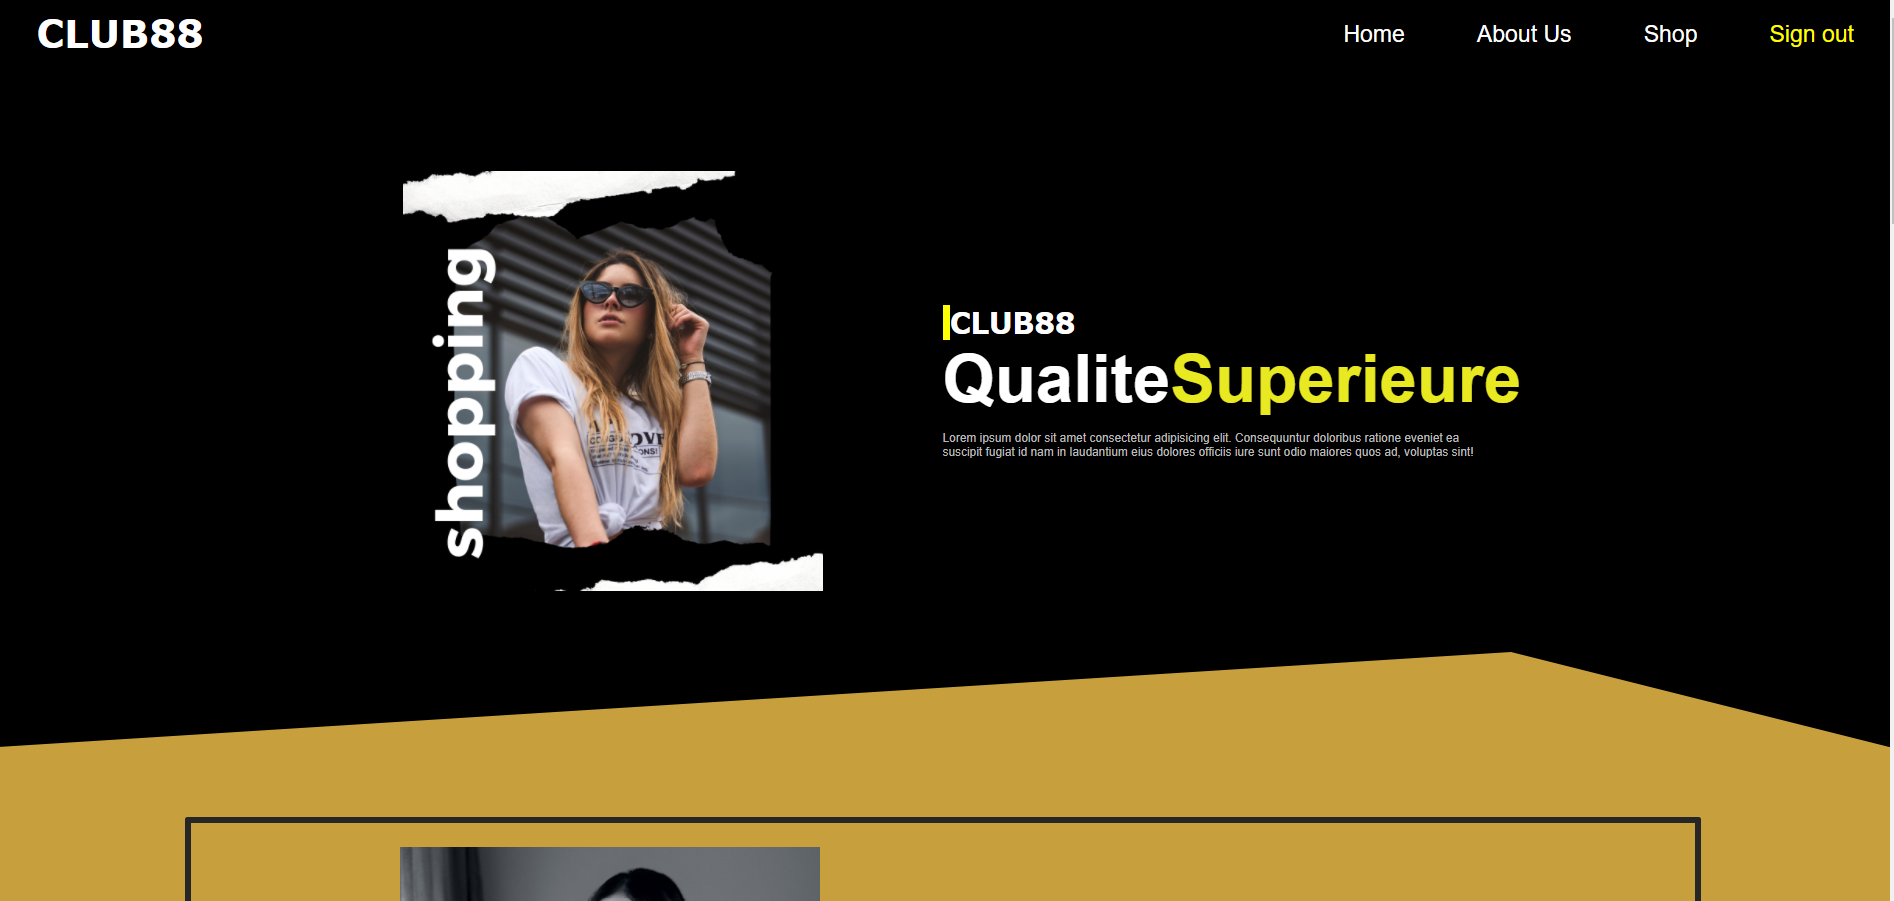 CLUB88
Home About Us Shop Sign out
shopping
CLUB88
QualiteSuperieure
Lorem ipsum dolor sit amet consectetur adipisicing elit. Consequuntur doloribus ratione eveniet ea
suscipit fugiat id nam in laudantium eius dolores officiis iure sunt odio maiores quos ad, voluptas sint!